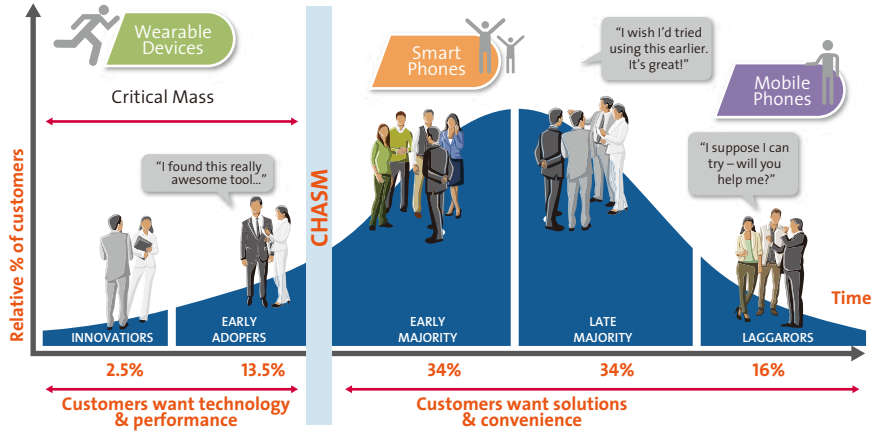 Wearable
Devices
Critical Mass
Smart
Phones
"I wish I'd tried
using this earlier.
It's great!"
Mobile
Phones
"I found this really
awesome tool..."
"I suppose I can
try – will you
help me?"
Relative % of customers
CHASM
Time
INNOVATIORS
EARLY
ADOPERS
EARLY
MAJORITY
LATE
MAJORITY
LAGGARORS
2.5%
13.5%
34%
34%
16%
Customers want technology
& performance
Customers want solutions
& convenience